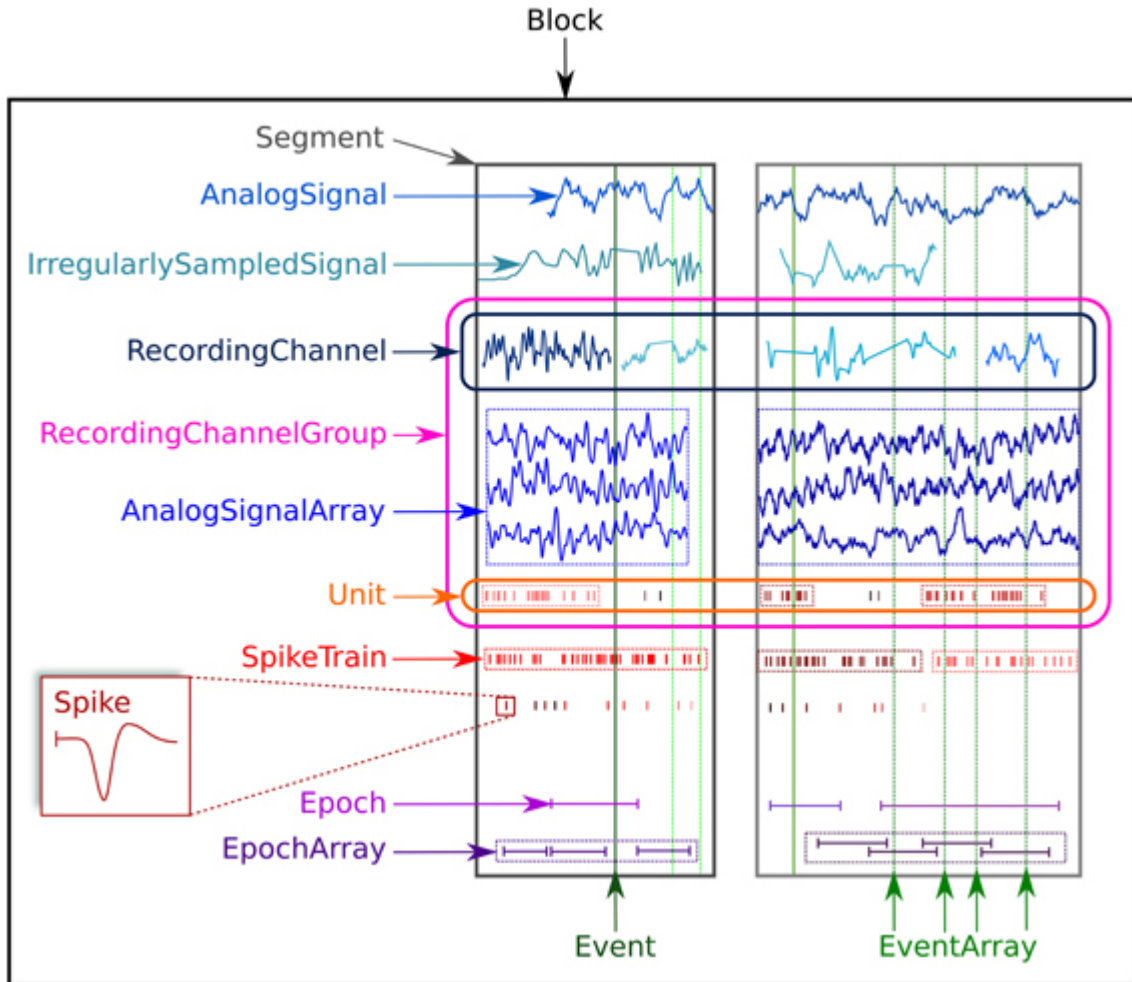 Block
Segment
AnalogSignal
IrregularlySampledSignal
RecordingChannel
RecordingChannelGroup
AnalogSignalArray
Unit
SpikeTrain
Spike
Epoch
EpochArray
Event
EventArray